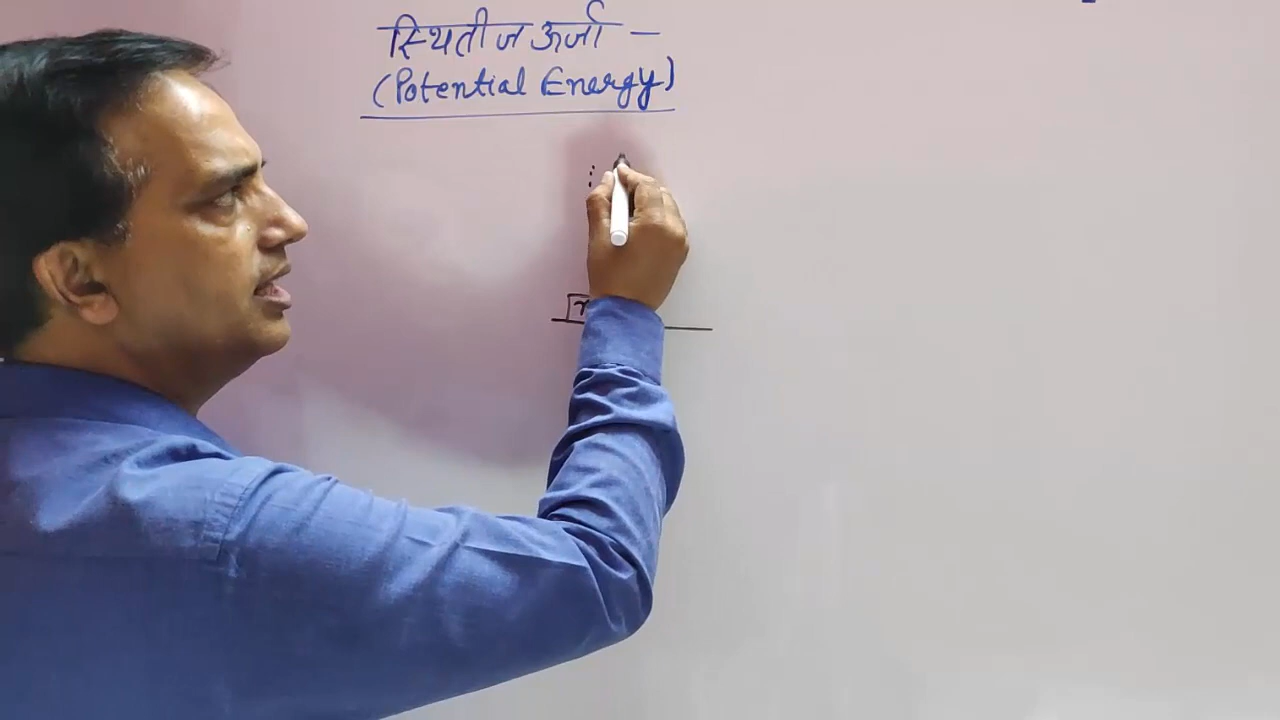 स्थितीज ऊर्जा –
(Potential Energy)